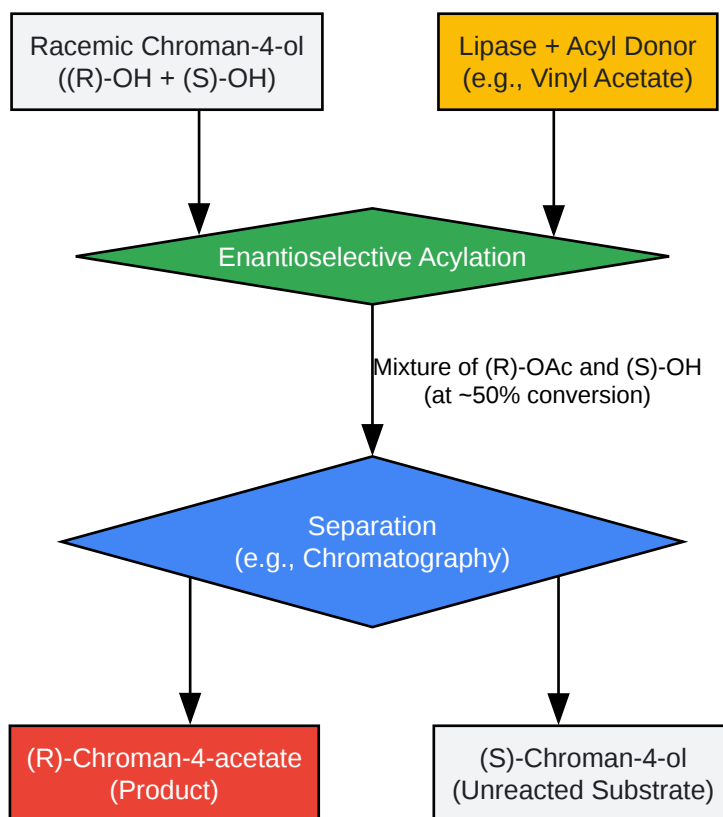 Racemic Chroman-4-ol
((R)-OH + (S)-OH)
Lipase + Acyl Donor
(e.g., Vinyl Acetate)
Enantioselective Acylation
Mixture of (R)-OAc and (S)-OH
(at ~50% conversion)
Separation
(e.g., Chromatography)
(R)-Chroman-4-acetate
(Product)
(S)-Chroman-4-ol
(Unreacted Substrate)